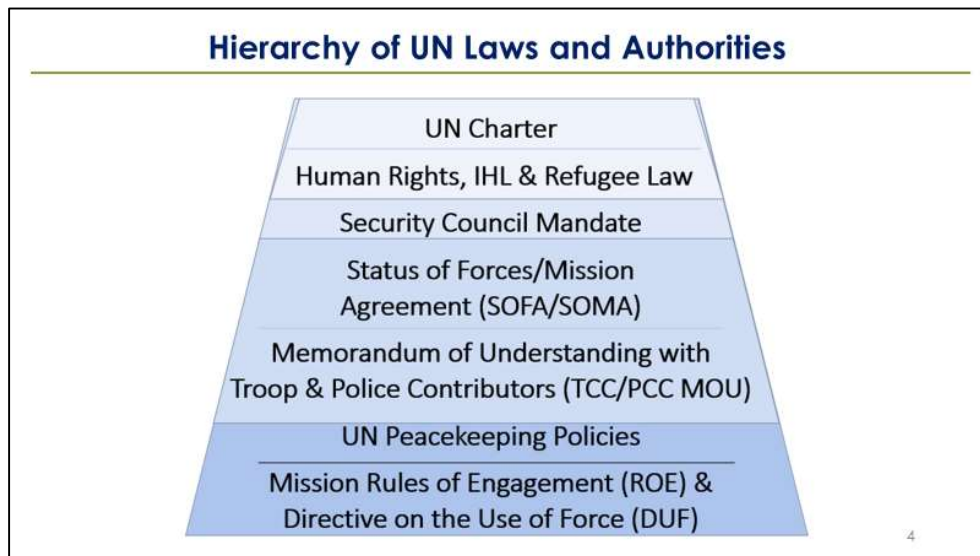 Hierarchy of UN Laws and Authorities
UN Charter
Human Rights, IHL & Refugee Law
Security Council Mandate
Status of Forces/Mission
Agreement (SOFA/SOMA)
Memorandum of Understanding with
Troop & Police Contributors (TCC/PCC MOU)
UN Peacekeeping Policies
Mission Rules of Engagement (ROE) &
Directive on the Use of Force (DUF)
4